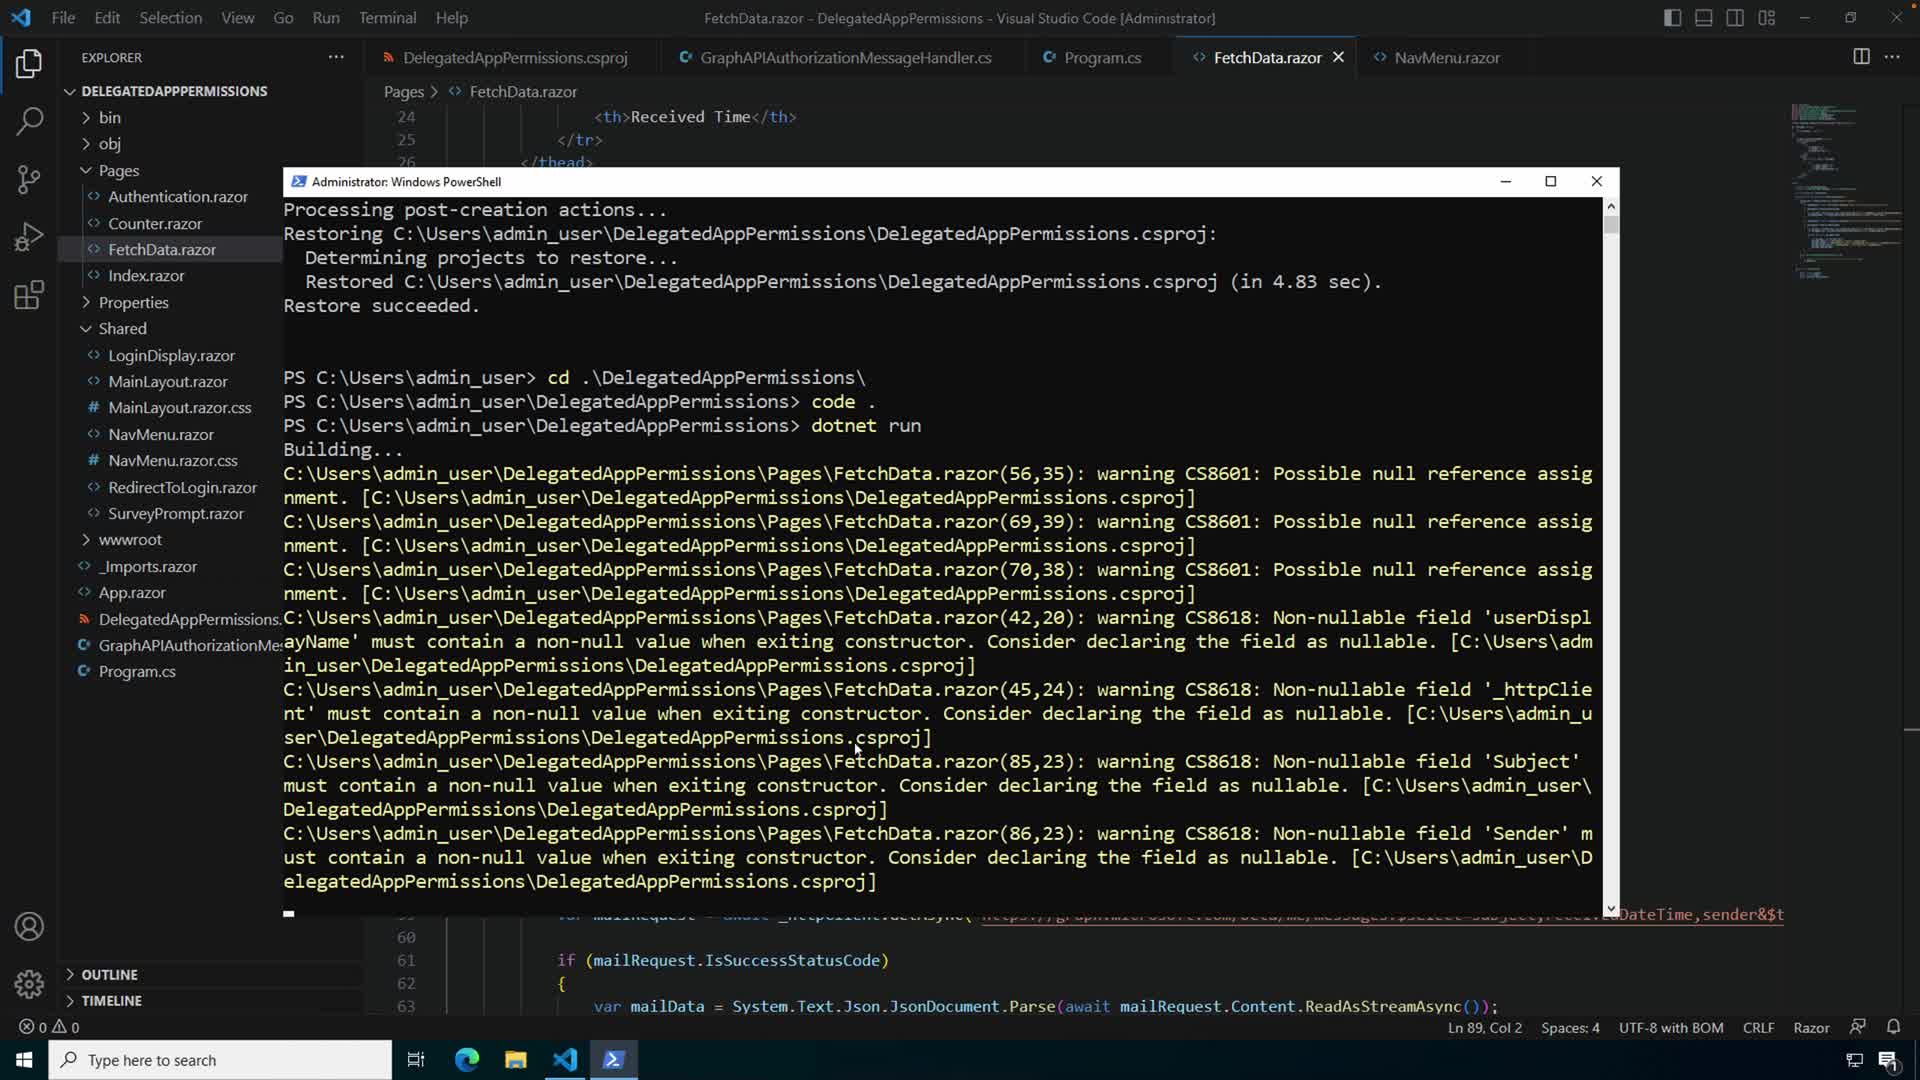 File Edit Selection View Go Run Terminal Help
FetchData.razor - DelegatedAppPermissions - Visual Studio Code [Administrator]
EXPLORER
DelegatedAppPermissions.csproj
GraphAPIAuthorizationMessageHandler.cs
Program.cs
FetchData.razor
NavMenu.razor
DELEGATEDAPPPERMISSIONS
bin
obj
Pages
Authentication.razor
Counter.razor
FetchData.razor
Index.razor
Properties
Shared
LoginDisplay.razor
MainLayout.razor
MainLayout.razor.css
NavMenu.razor
NavMenu.razor.css
RedirectToLogin.razor
SurveyPrompt.razor
wwwroot
_Imports.razor
App.razor
DelegatedAppPermissions.
GraphAPIAuthorizationMes
Program.cs
OUTLINE
TIMELINE
Pages > FetchData.razor
24 <th>Received Time</th>
25 </tr>
26 </thead>
Administrator: Windows PowerShell
Processing post-creation actions...
Restoring C:\Users\admin_user\DelegatedAppPermissions\DelegatedAppPermissions.csproj:
Determining projects to restore...
Restored C:\Users\admin_user\DelegatedAppPermissions\DelegatedAppPermissions.csproj (in 4.83 sec).
Restore succeeded.
PS C:\Users\admin_user> cd .\DelegatedAppPermissions\
PS C:\Users\admin_user\DelegatedAppPermissions> code .
PS C:\Users\admin_user\DelegatedAppPermissions> dotnet run
Building...
C:\Users\admin_user\DelegatedAppPermissions\Pages\FetchData.razor(56,35): warning CS8601: Possible null reference assig
nment. [C:\Users\admin_user\DelegatedAppPermissions\DelegatedAppPermissions.csproj]
C:\Users\admin_user\DelegatedAppPermissions\Pages\FetchData.razor(69,39): warning CS8601: Possible null reference assig
nment. [C:\Users\admin_user\DelegatedAppPermissions\DelegatedAppPermissions.csproj]
C:\Users\admin_user\DelegatedAppPermissions\Pages\FetchData.razor(70,38): warning CS8601: Possible null reference assig
nment. [C:\Users\admin_user\DelegatedAppPermissions\DelegatedAppPermissions.csproj]
C:\Users\admin_user\DelegatedAppPermissions\Pages\FetchData.razor(42,20): warning CS8618: Non-nullable field 'userDispl
ayName' must contain a non-null value when exiting constructor. Consider declaring the field as nullable. [C:\Users\adm
in_user\DelegatedAppPermissions\DelegatedAppPermissions.csproj]
C:\Users\admin_user\DelegatedAppPermissions\Pages\FetchData.razor(45,24): warning CS8618: Non-nullable field '_httpClie
nt' must contain a non-null value when exiting constructor. Consider declaring the field as nullable. [C:\Users\admin_u
ser\DelegatedAppPermissions\DelegatedAppPermissions.csproj]
C:\Users\admin_user\DelegatedAppPermissions\Pages\FetchData.razor(85,23): warning CS8618: Non-nullable field 'Subject'
must contain a non-null value when exiting constructor. Consider declaring the field as nullable. [C:\Users\admin_user\
DelegatedAppPermissions\DelegatedAppPermissions.csproj]
C:\Users\admin_user\DelegatedAppPermissions\Pages\FetchData.razor(86,23): warning CS8618: Non-nullable field 'Sender' m
ust contain a non-null value when exiting constructor. Consider declaring the field as nullable. [C:\Users\admin_user\D
elegatedAppPermissions\DelegatedAppPermissions.csproj]
DateTime,sender&$t
60
61 if (mailRequest.IsSuccessStatusCode)
62 {
63 var mailData = System.Text.Json.JsonDocument.Parse(await mailRequest.Content.ReadAsStreamAsync());
0 0
Ln 89, Col 2 Spaces: 4 UTF-8 with BOM CRLF Razor
Type here to search
1